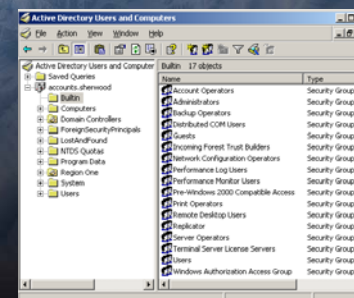 Active Directory Users and Computers
File Action View Window Help
Active Directory Users and Computer
Saved Queries
accounts.sherwood
Builtin
Computers
Domain Controllers
ForeignSecurityPrincipals
LostAndFound
NTDS Quotas
Program Data
Region One
System
Users
Builtin 17 objects
Name Type
Account Operators Security Group
Administrators Security Group
Backup Operators Security Group
Distributed COM Users Security Group
Guests Security Group
Incoming Forest Trust Builders Security Group
Network Configuration Operators Security Group
Performance Log Users Security Group
Performance Monitor Users Security Group
Pre-Windows 2000 Compatible Access Security Group
Print Operators Security Group
Remote Desktop Users Security Group
Replicator Security Group
Server Operators Security Group
Terminal Server License Servers Security Group
Users Security Group
Windows Authorization Access Group Security Group